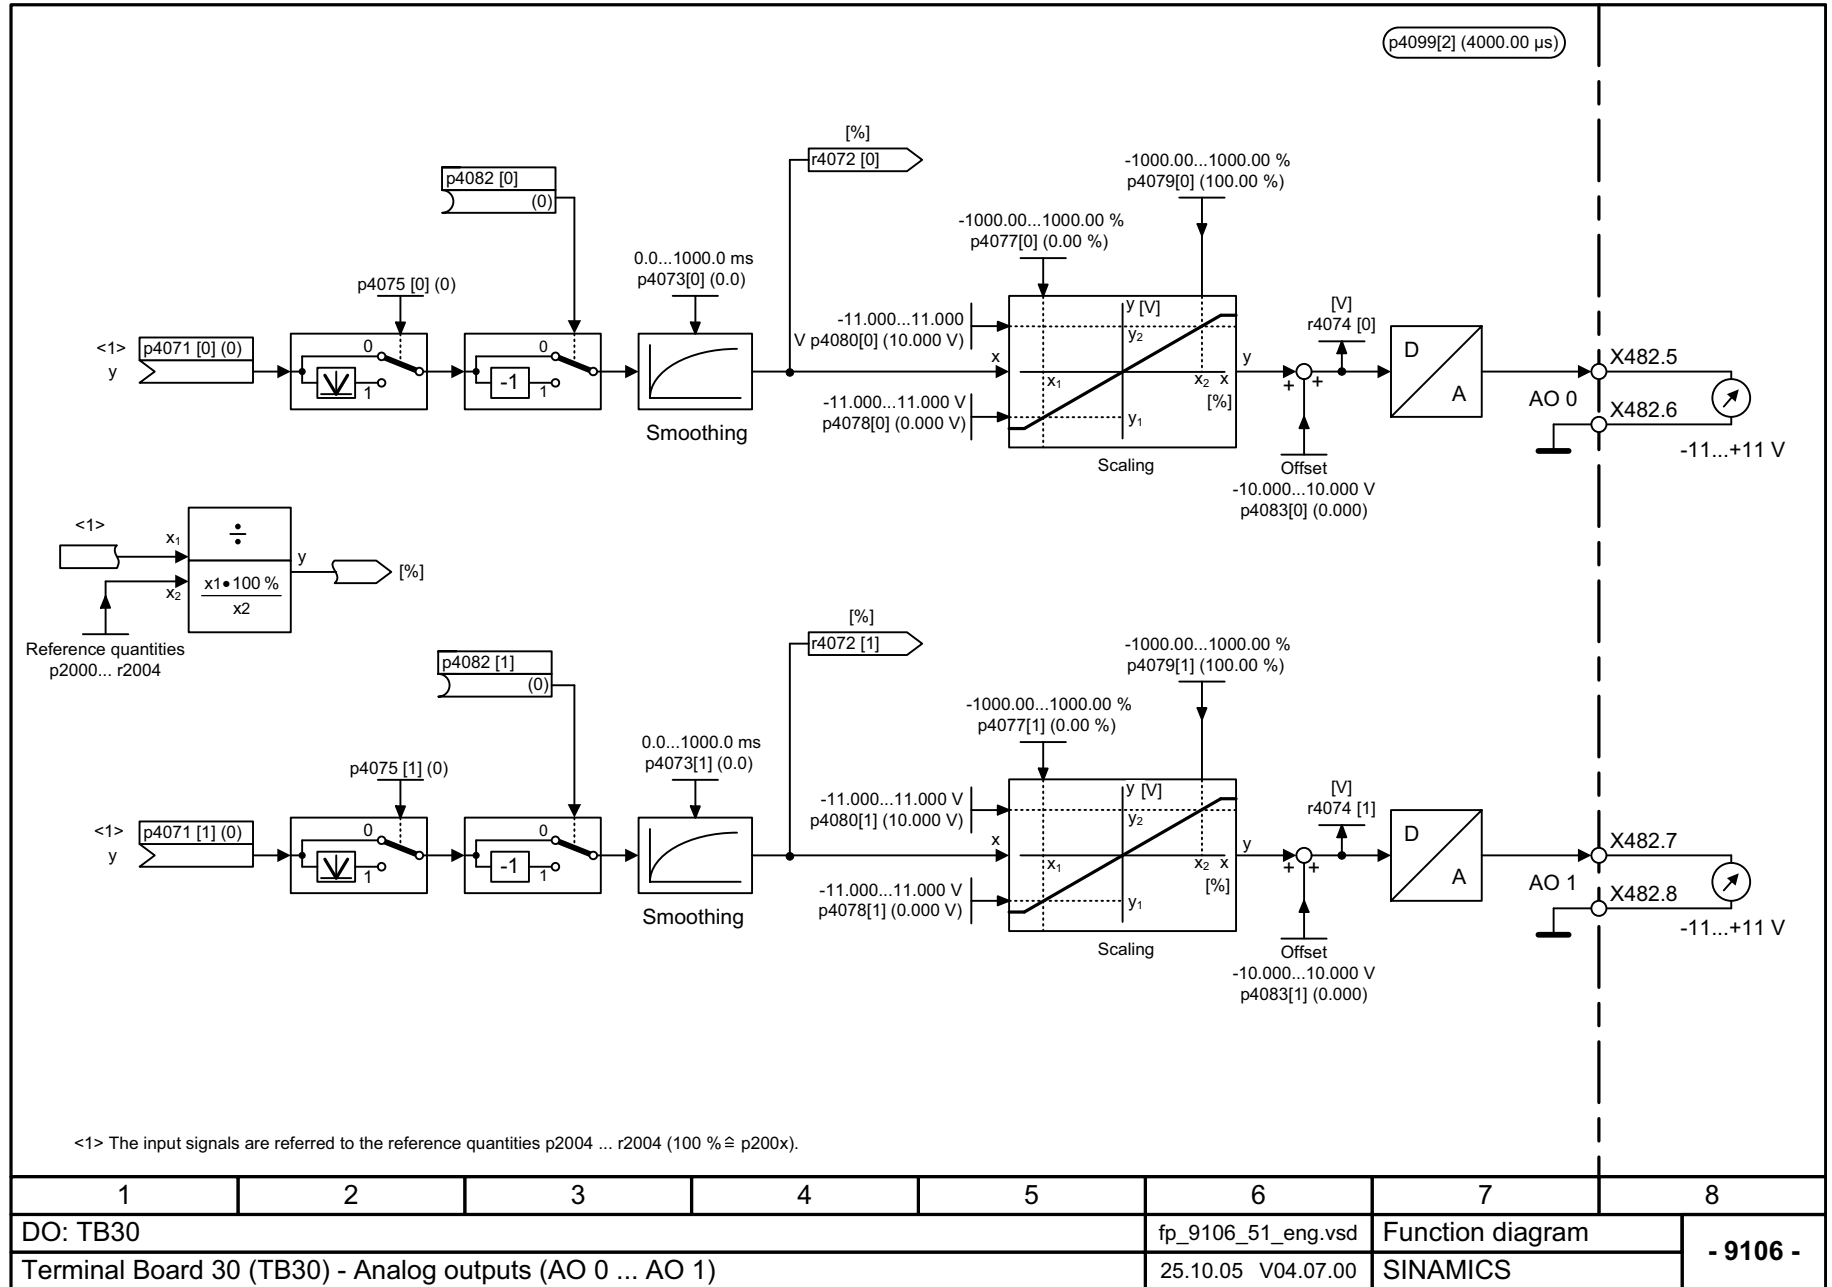 p4099[2] (4000.00 µs)
[%]
r4072 [0]
-1000.00...1000.00 %
p4079[0] (100.00 %)
p4082 [0]
(0)
-1000.00...1000.00 %
p4077[0] (0.00 %)
0.0...1000.0 ms
p4073[0] (0.0)
p4075 [0] (0)
<1>
y
p4071 [0] (0)
0
1
0
-1
1
Smoothing
-11.000...11.000
V p4080[0] (10.000 V)
x
-11.000...11.000 V
p4078[0] (0.000 V)
y [V]
y2
x1
x2 x
[%]
y1
Scaling
y
+ +
Offset
-10.000...10.000 V
p4083[0] (0.000)
[V]
r4074 [0]
D
A
AO 0
X482.5
X482.6
-11...+11 V
<1>
x1
x2
÷
x1•100 %
x2
y
[%]
Reference quantities
p2000... r2004
[%]
r4072 [1]
-1000.00...1000.00 %
p4079[1] (100.00 %)
p4082 [1]
(0)
-1000.00...1000.00 %
p4077[1] (0.00 %)
0.0...1000.0 ms
p4073[1] (0.0)
p4075 [1] (0)
<1>
y
p4071 [1] (0)
0
1
0
-1
1
Smoothing
-11.000...11.000 V
p4080[1] (10.000 V)
x
-11.000...11.000 V
p4078[1] (0.000 V)
y [V]
y2
x1
x2 x
[%]
y1
Scaling
y
+ +
Offset
-10.000...10.000 V
p4083[1] (0.000)
[V]
r4074 [1]
D
A
AO 1
X482.7
X482.8
-11...+11 V
<1> The input signals are referred to the reference quantities p2004 ... r2004 (100 % ≙ p200x).
1 2 3 4 5 6 7 8
DO: TB30
fp_9106_51_eng.vsd
Function diagram
- 9106 -
Terminal Board 30 (TB30) - Analog outputs (AO 0 ... AO 1)
25.10.05 V04.07.00
SINAMICS